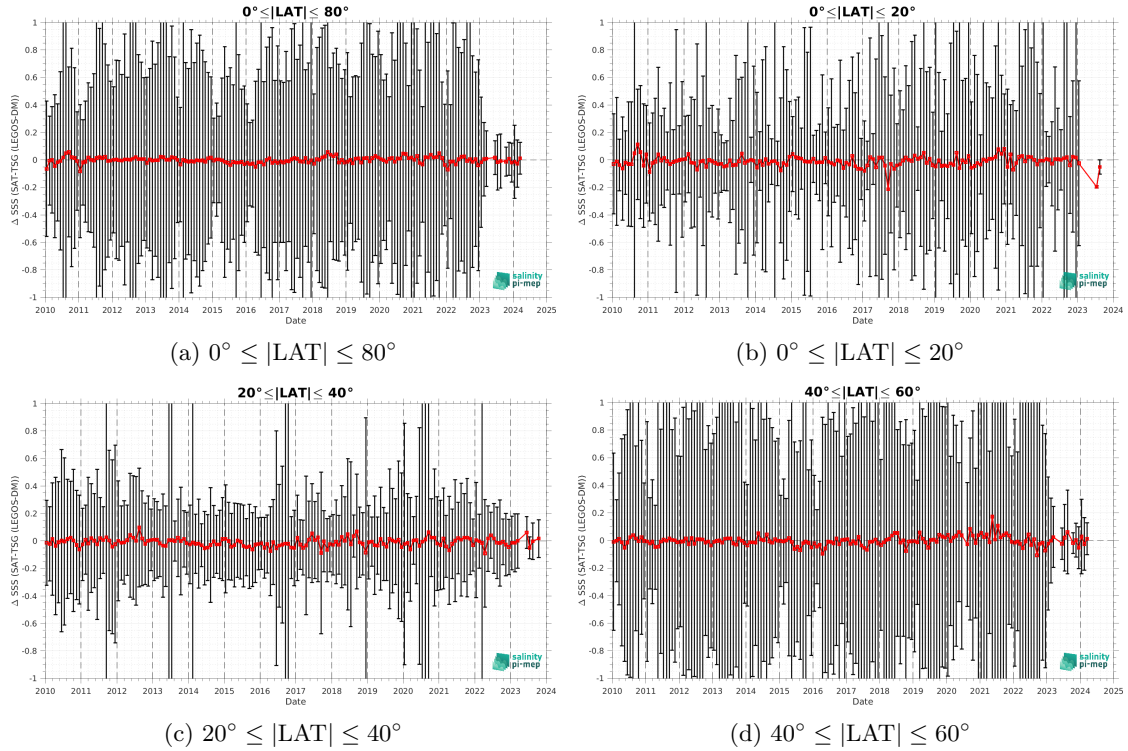 0°≤|LAT|≤ 80°
Δ SSS (SAT-TSG (LEGOS-DM))
1
0.8
0.6
0.4
0.2
0
-0.2
-0.4
-0.6
-0.8
-1
2010 2011 2012 2013 2014 2015 2016 2017 2018 2019 2020 2021 2022 2023 2024 2025
Date
salinity
pi-mep
(a) 0° ≤ |LAT| ≤ 80°
0°≤|LAT|≤ 20°
Δ SSS (SAT-TSG (LEGOS-DM))
1
0.8
0.6
0.4
0.2
0
-0.2
-0.4
-0.6
-0.8
-1
2010 2011 2012 2013 2014 2015 2016 2017 2018 2019 2020 2021 2022 2023 2024
Date
salinity
pi-mep
(b) 0° ≤ |LAT| ≤ 20°
20°≤|LAT|≤ 40°
Δ SSS (SAT-TSG (LEGOS-DM))
1
0.8
0.6
0.4
0.2
0
-0.2
-0.4
-0.6
-0.8
-1
2010 2011 2012 2013 2014 2015 2016 2017 2018 2019 2020 2021 2022 2023 2024
Date
salinity
pi-mep
(c) 20° ≤ |LAT| ≤ 40°
40°≤|LAT|≤ 60°
Δ SSS (SAT-TSG (LEGOS-DM))
1
0.8
0.6
0.4
0.2
0
-0.2
-0.4
-0.6
-0.8
-1
2010 2011 2012 2013 2014 2015 2016 2017 2018 2019 2020 2021 2022 2023 2024 2025
Date
salinity
pi-mep
(d) 40° ≤ |LAT| ≤ 60°